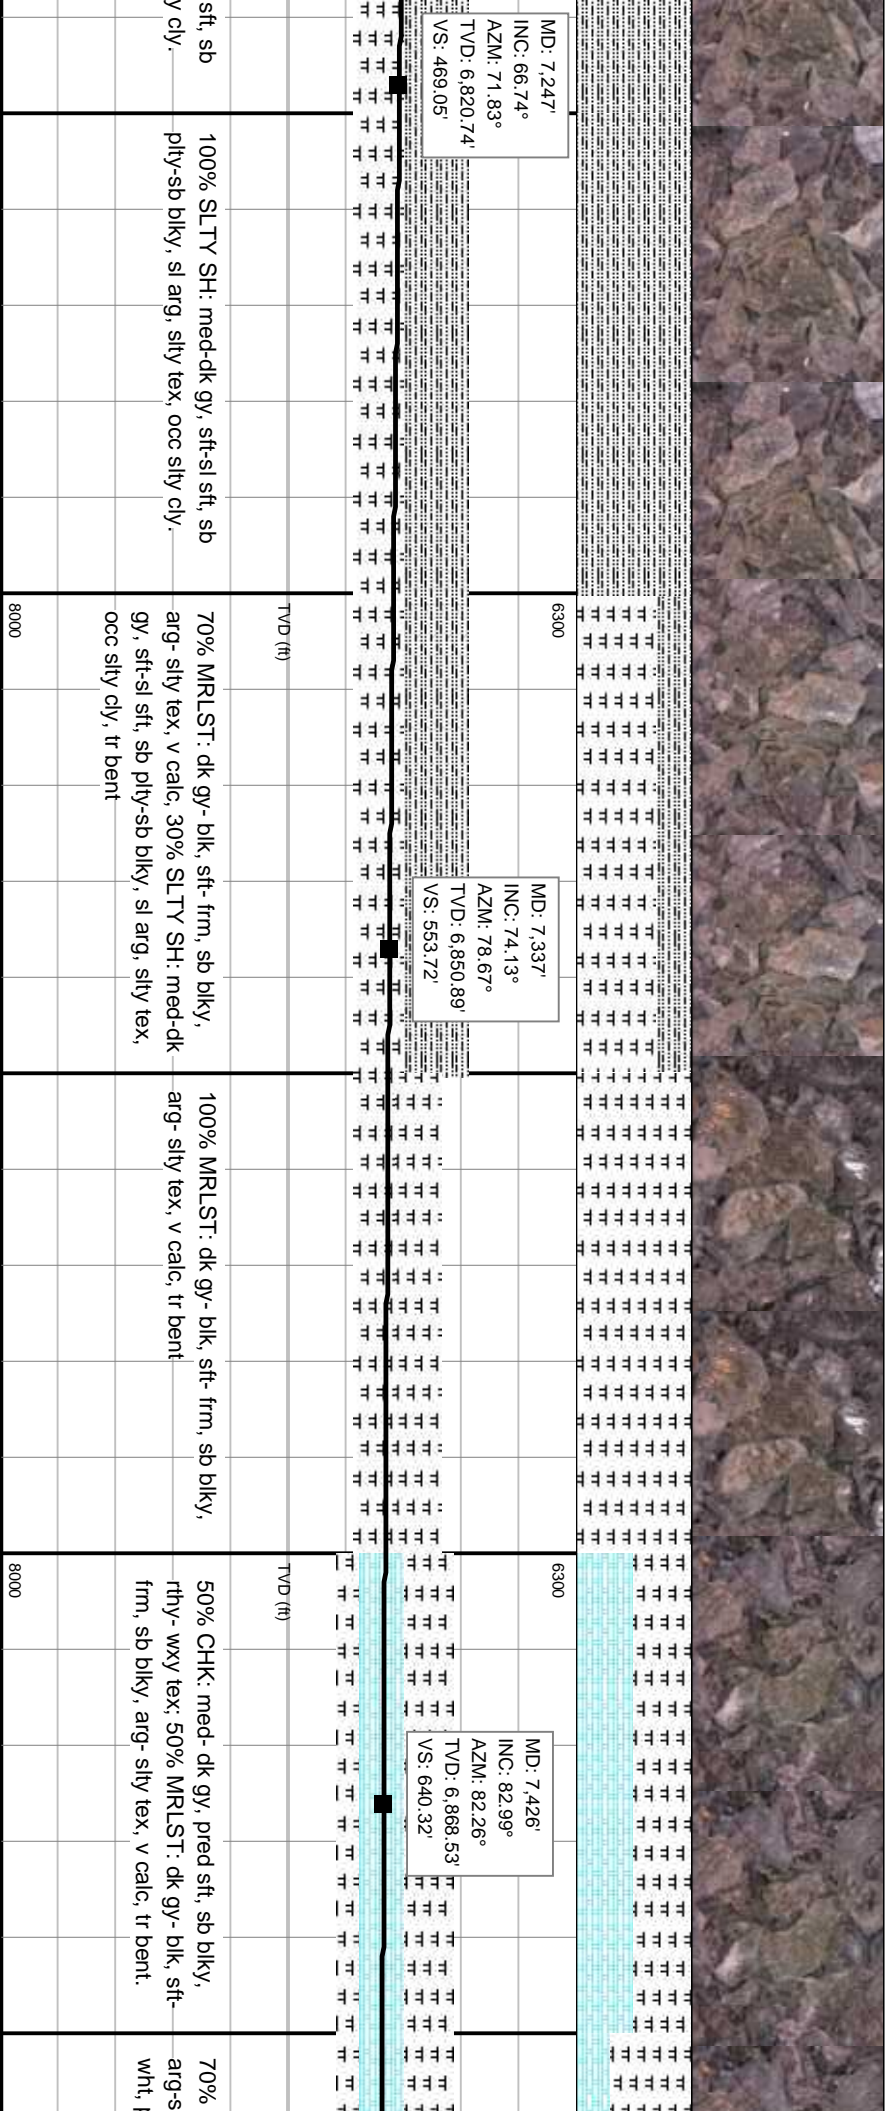 sft, sb
y cly.
MD: 7,247'
INC: 66.74°
AZM: 71.83°
TVD: 6,820.74'
VS: 469.05'
100% SLTY SH: med-dk gy, sft-sl sft, sb
plty-sb blky, sl arg, slty tex, occ slty cly.
6300
TVD (ft)
8000
70% MRLST: dk gy- blk, sft- frm, sb blky,
arg- slty tex, v calc, 30% SLTY SH: med-dk
gy, sft-sl sft, sb plty-sb blky, sl arg, slty tex,
occ slty cly, tr bent
MD: 7,337'
INC: 74.13°
AZM: 78.67°
TVD: 6,850.89'
VS: 553.72'
100% MRLST: dk gy- blk, sft- frm, sb blky,
arg- slty tex, v calc, tr bent
6300
TVD (ft)
8000
50% CHK: med- dk gy, pred sft, sb blky,
rthy- wxy tex; 50% MRLST: dk gy- blk, sft-
frm, sb blky, arg- slty tex, v calc, tr bent.
MD: 7,426'
INC: 82.99°
AZM: 82.26°
TVD: 6,868.53'
VS: 640.32'
70%
arg-s
wht,